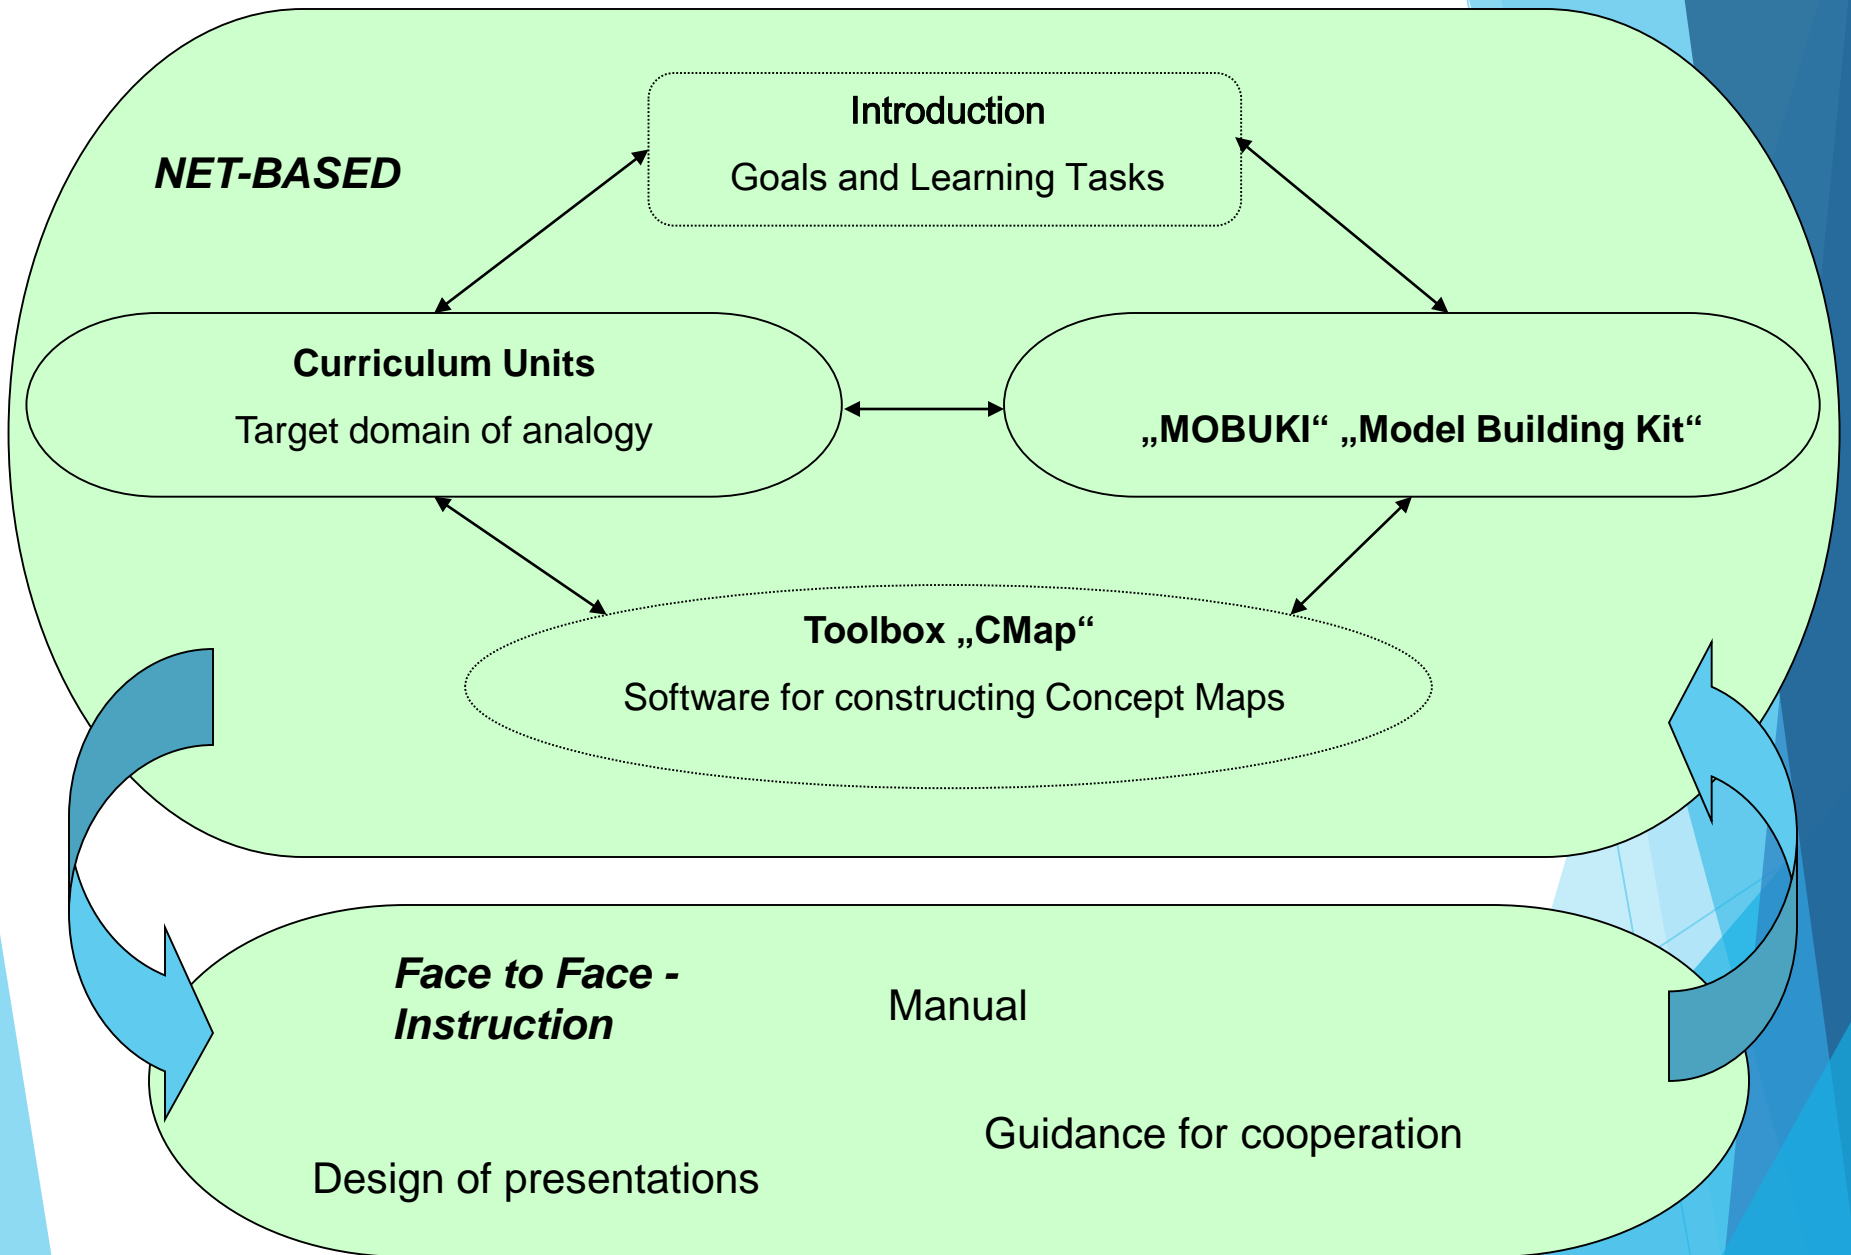 Introduction
NET-BASED
Goals and Learning Tasks
Curriculum Units
Target domain of analogy
„MOBUKI“ „Model Building Kit“
Toolbox „CMap“
Software for constructing Concept Maps
Face to Face -
Instruction
Manual
Guidance for cooperation
Design of presentations